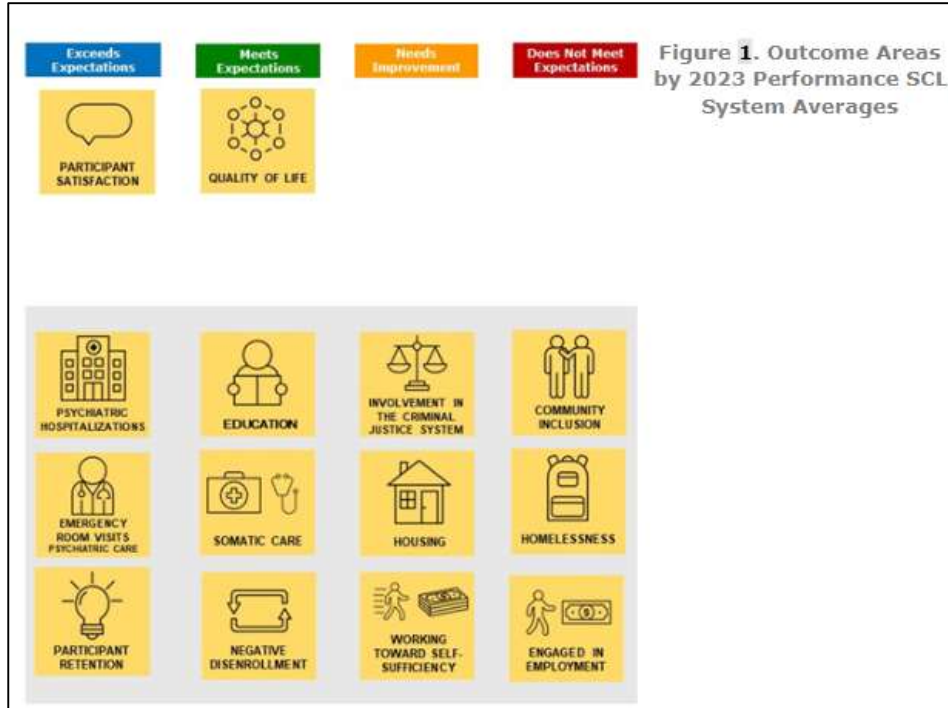 Exceeds
Expectations
Meets
Expectations
Needs
Improvement
Does Not Meet
Expectations
Figure 1. Outcome Areas
by 2023 Performance SCL
System Averages
PARTICIPANT
SATISFACTION
QUALITY OF LIFE
PSYCHIATRIC
HOSPITALIZATIONS
EDUCATION
INVOLVEMENT IN
THE CRIMINAL
JUSTICE SYSTEM
COMMUNITY
INCLUSION
EMERGENCY
ROOM VISITS
PSYCHIATRIC CARE
SOMATIC CARE
HOUSING
HOMELESSNESS
PARTICIPANT
RETENTION
NEGATIVE
DISENROLLMENT
WORKING
TOWARD SELF-
SUFFICIENCY
ENGAGED IN
EMPLOYMENT